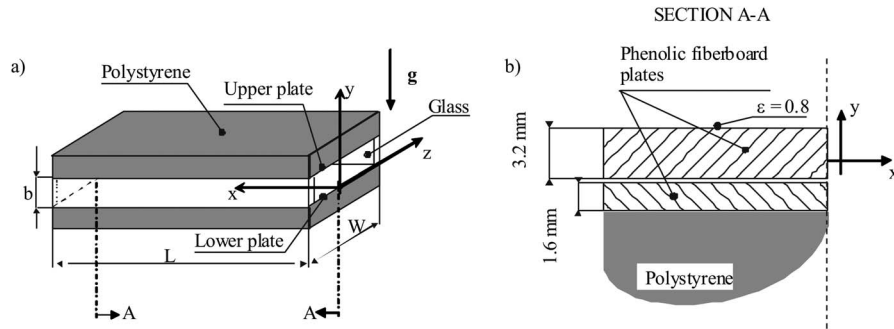 SECTION A-A
a)
Polystyrene
Upper plate
y
g
Glass
z
b
x
Lower plate
W
L
A
A
b)
Phenolic fiberboard
plates
ε = 0.8
y
3.2 mm
x
1.6 mm
Polystyrene